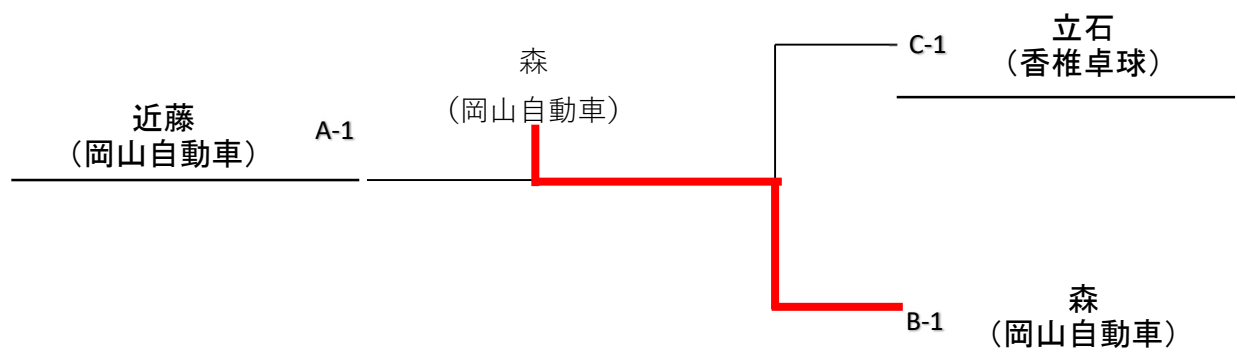 近藤
（岡山自動車）
A-1
森
（岡山自動車）
C-1
立石
（香椎卓球）
B-1
森
（岡山自動車）